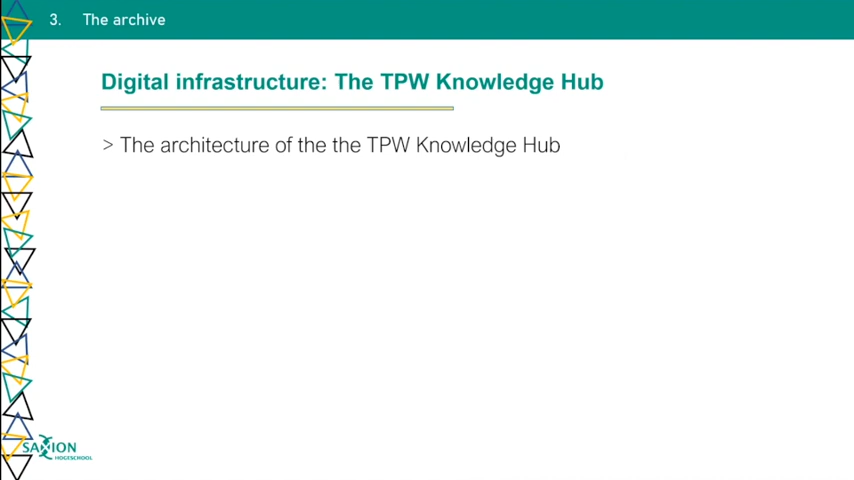 3. The archive
Digital infrastructure: The TPW Knowledge Hub
> The architecture of the the TPW Knowledge Hub
SAXION
HOGESCHOOL